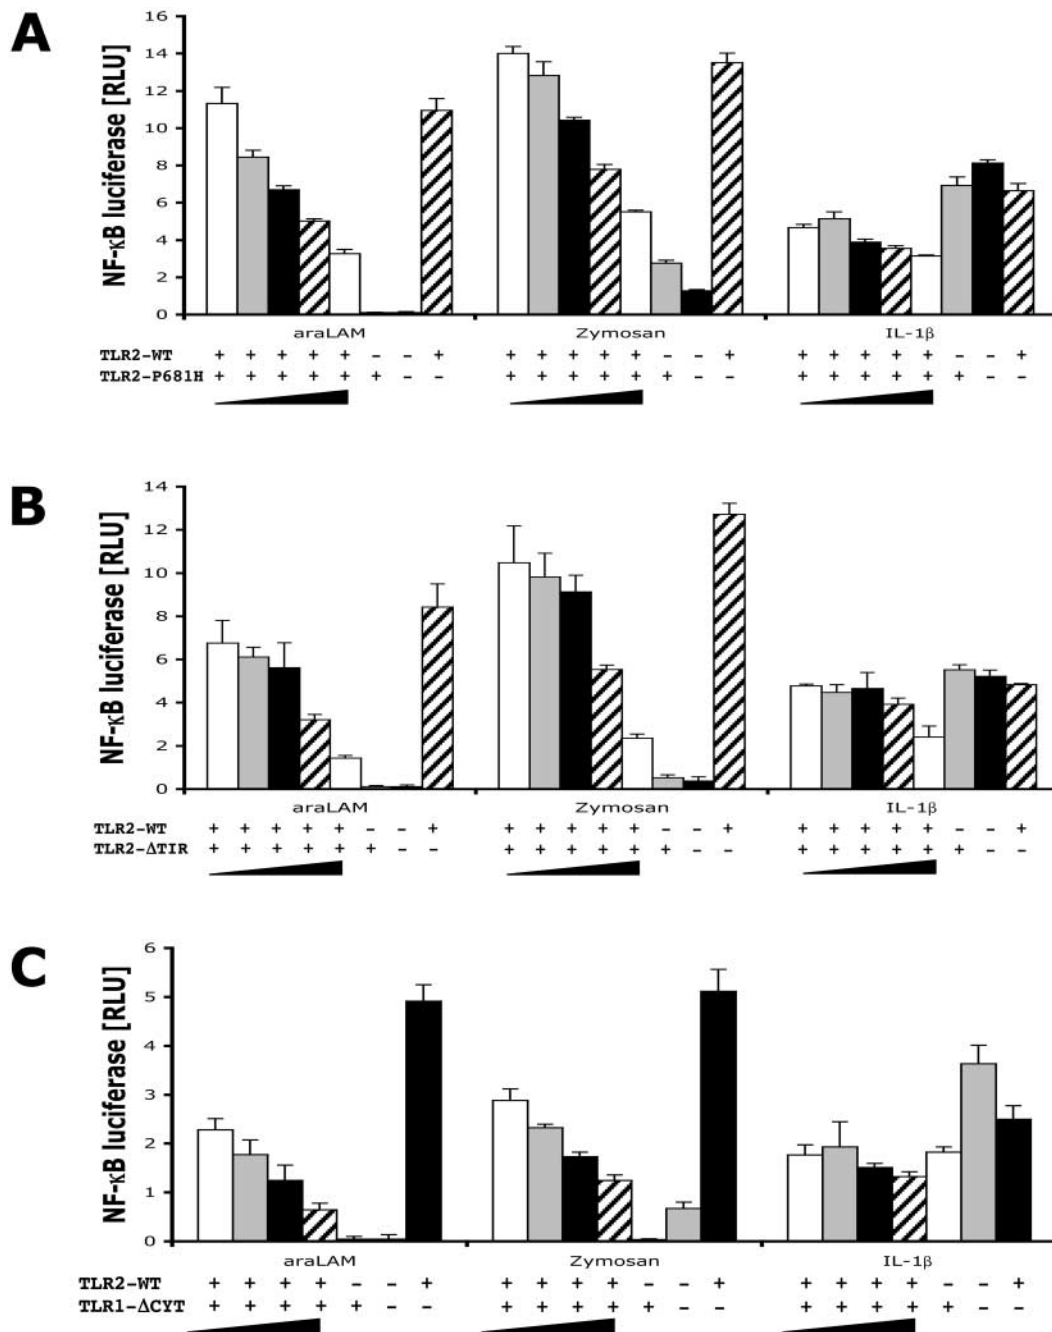 A
NF-κB luciferase [RLU]
16
14
12
10
8
6
4
2
0
araLAM Zymosan IL-1β
TLR2-WT + + + + + - - + + + + + + - - + + + + + + - - +
TLR2-P681H + + + + + + - - + + + + + + - - + + + + + + - -
B
NF-κB luciferase [RLU]
14
12
10
8
6
4
2
0
araLAM Zymosan IL-1β
TLR2-WT + + + + + - - + + + + + + - - + + + + + + - - +
TLR2-ΔTIR + + + + + + - - + + + + + + - - + + + + + + - -
C
NF-κB luciferase [RLU]
6
5
4
3
2
1
0
araLAM Zymosan IL-1β
TLR2-WT + + + + - - + + + + + - - + + + + + - - +
TLR1-ΔCYT + + + + + - - + + + + + - - + + + + + - -